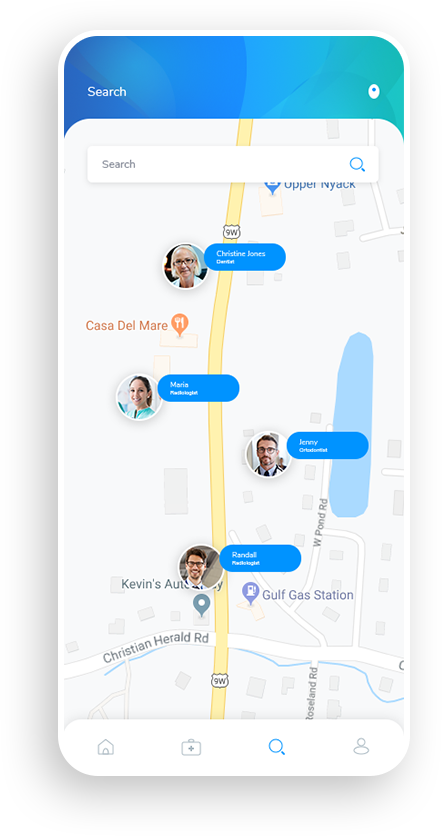 Search
Search
Upper Nyack
9W
Christine Jones
Dentist
Casa Del Mare
Maria
Radiologist
Jenny
Ortodontist
W Pond Rd
Randall
Radiologist
Kevin's Auto
Gulf Gas Station
Christian Herald Rd
9W
Roseland Rd